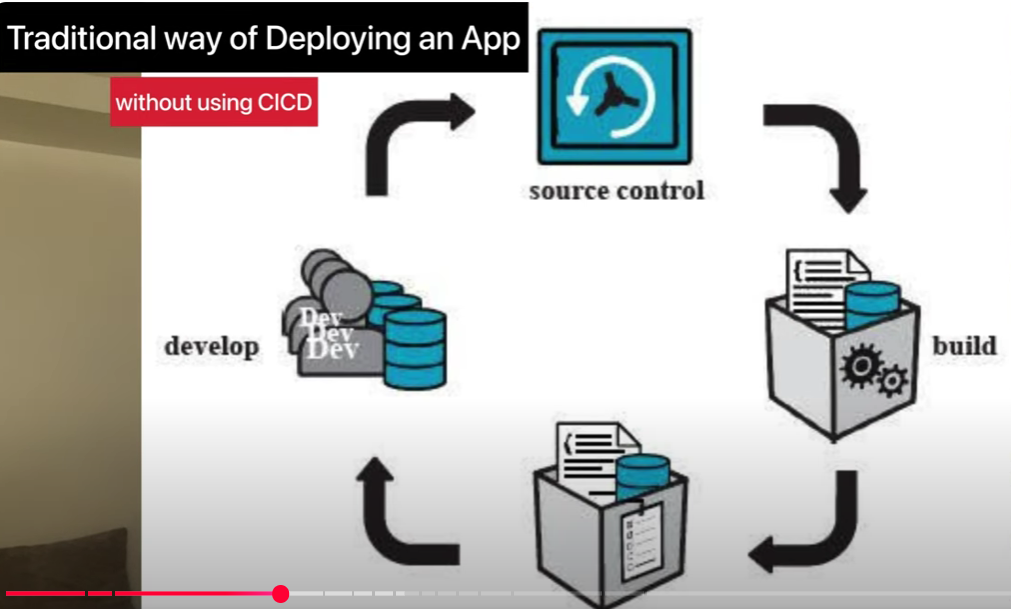 Traditional way of Deploying an App
without using CICD
source control
Dev
Dev
Dev
develop
build